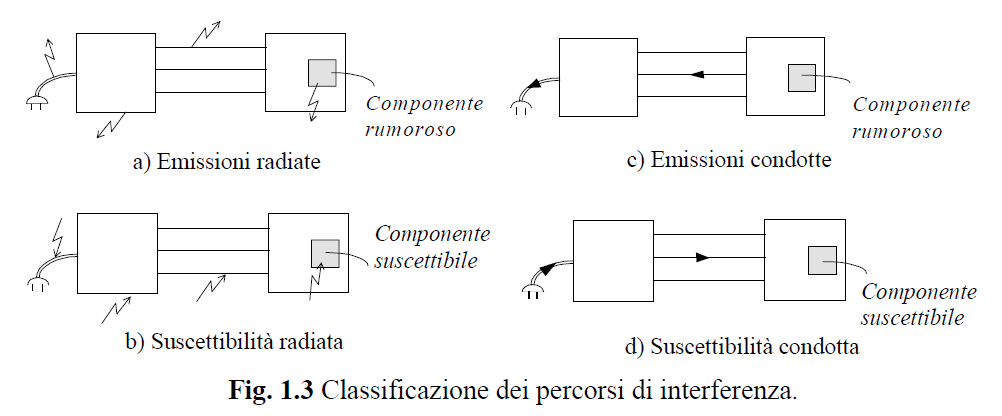 Componente
rumoroso
a) Emissioni radiate
Componente
rumoroso
c) Emissioni condotte
Componente
suscettibile
b) Suscettibilità radiata
Componente
suscettibile
d) Suscettibilità condotta
Fig. 1.3 Classificazione dei percorsi di interferenza.